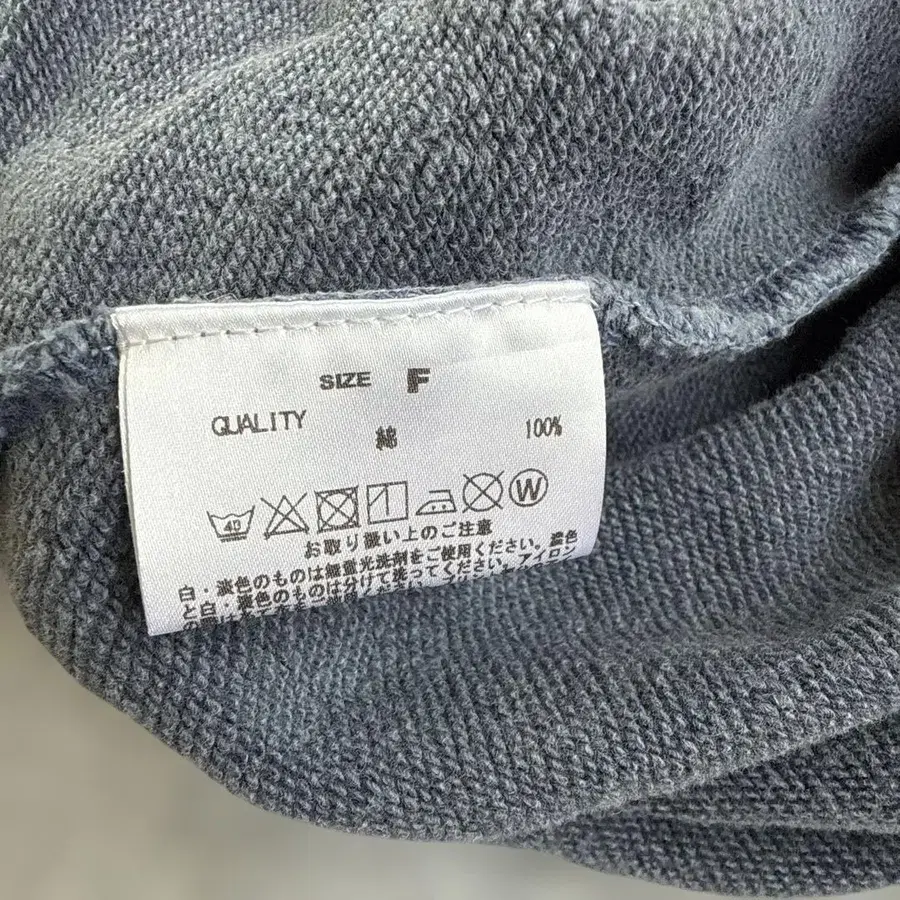 SIZE F
QUALITY
綿 100%
40 W
お取り扱い上のご注意
白・淡色のものは無蛍光洗剤をご使用ください。濃色
と白・淡色のものは分けて洗ってください。アイロン